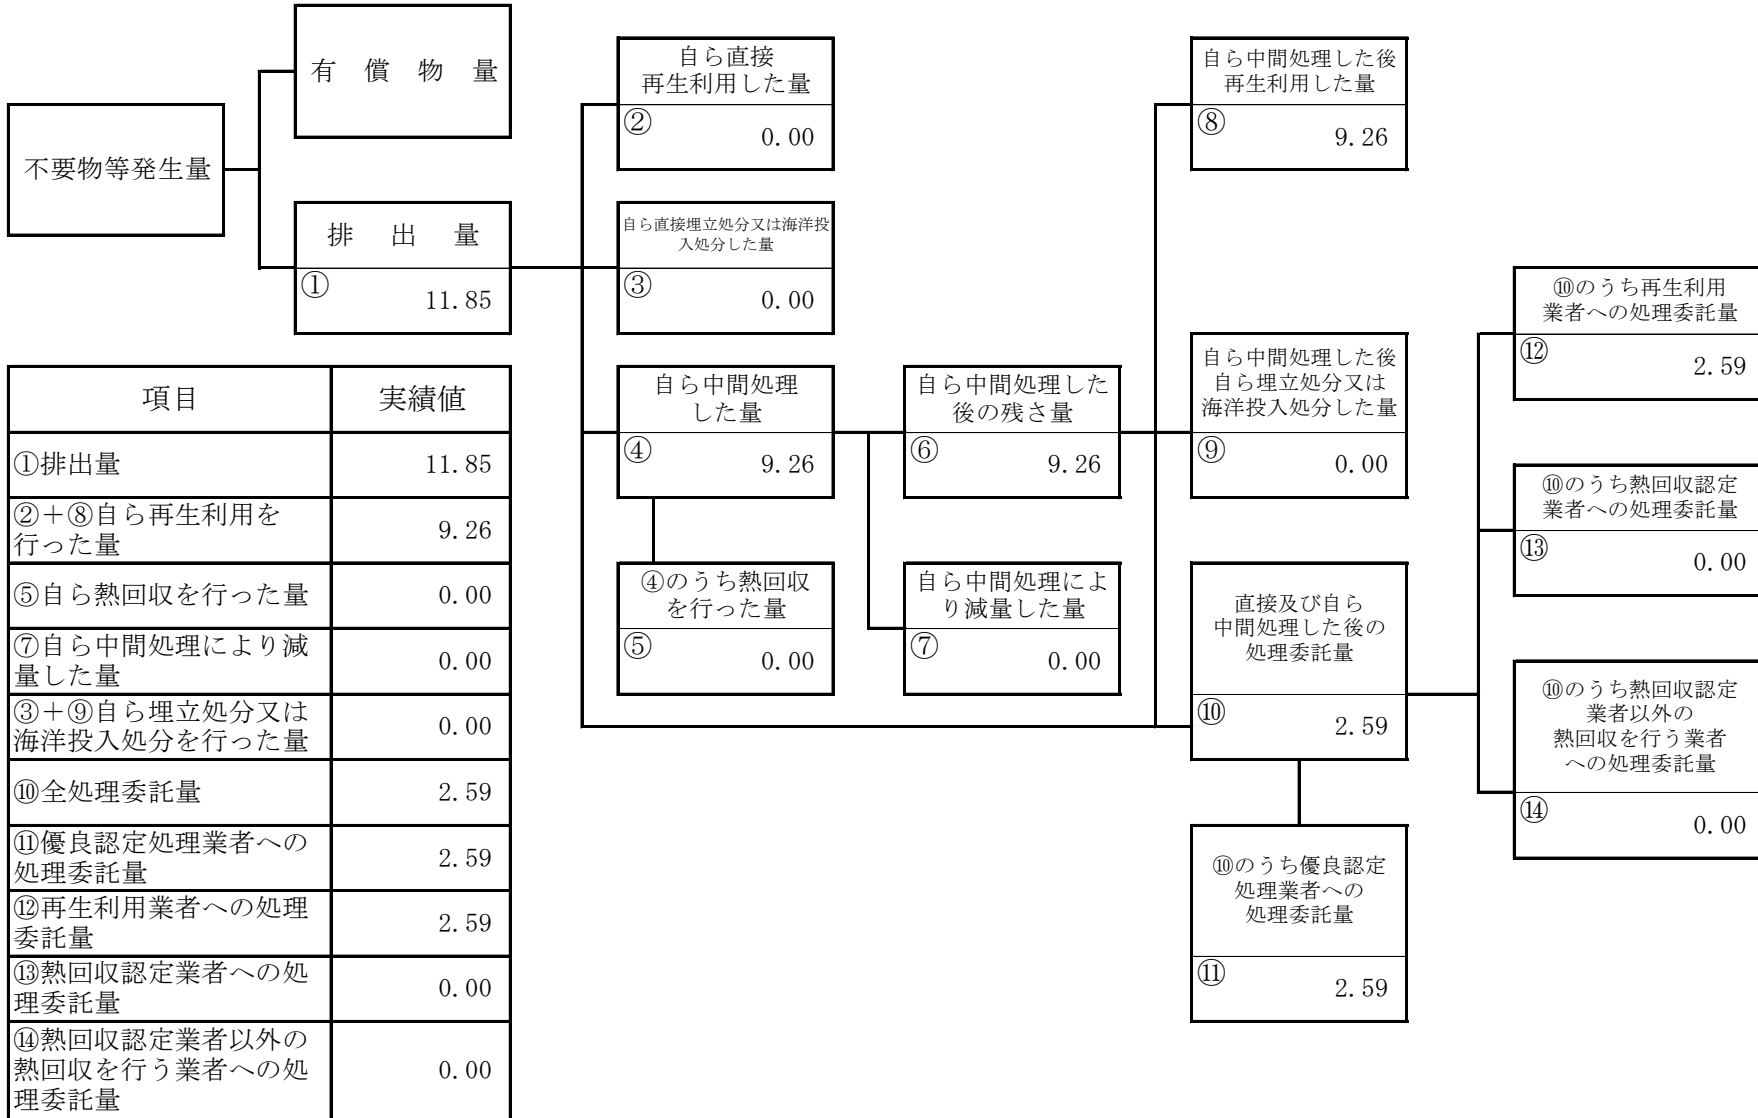 有償物量
不要物等発生量
排出量
①
11.85
自ら直接
再生利用した量
②
0.00
自ら直接埋立処分又は海洋投
入処分した量
③
0.00
自ら中間処理
した量
④
9.26
④のうち熱回収
を行った量
⑤
0.00
自ら中間処理した
後の残さ量
⑥
9.26
自ら中間処理によ
り減量した量
⑦
0.00
自ら中間処理した後
再生利用した量
⑧
9.26
自ら中間処理した後
自ら埋立処分又は
海洋投入処分した量
⑨
0.00
直接及び自ら
中間処理した後の
処理委託量
⑩
2.59
⑩のうち優良認定
処理業者への
処理委託量
⑪
2.59
⑩のうち再生利用
業者への処理委託量
⑫
2.59
⑩のうち熱回収認定
業者への処理委託量
⑬
0.00
⑩のうち熱回収認定
業者以外の
熱回収を行う業者
への処理委託量
⑭
0.00
項目 実績値
①排出量 11.85
②+⑧自ら再生利用を
行った量 9.26
⑤自ら熱回収を行った量 0.00
⑦自ら中間処理により減
量した量 0.00
③+⑨自ら埋立処分又は
海洋投入処分を行った量 0.00
⑩全処理委託量 2.59
⑪優良認定処理業者への
処理委託量 2.59
⑫再生利用業者への処理
委託量 2.59
⑬熱回収認定業者への処
理委託量 0.00
⑭熱回収認定業者以外の
熱回収を行う業者への処
理委託量 0.00